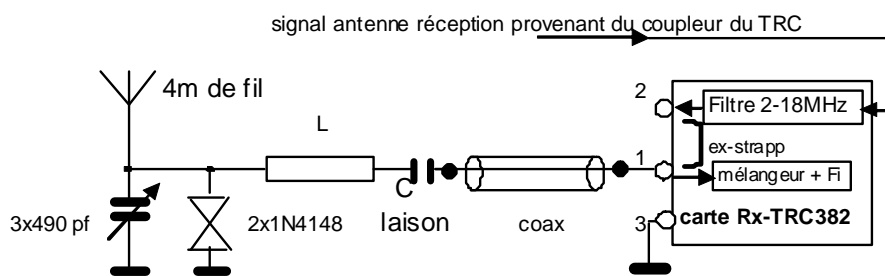 signal antenne réception provenant du coupleur du TRC
4m de fil
L
2
Filtre 2-18MHz
ex-strapp
1
mélangeur + Fi
C
laison
coax
3x490 pf
2x1N4148
3
carte Rx-TRC382